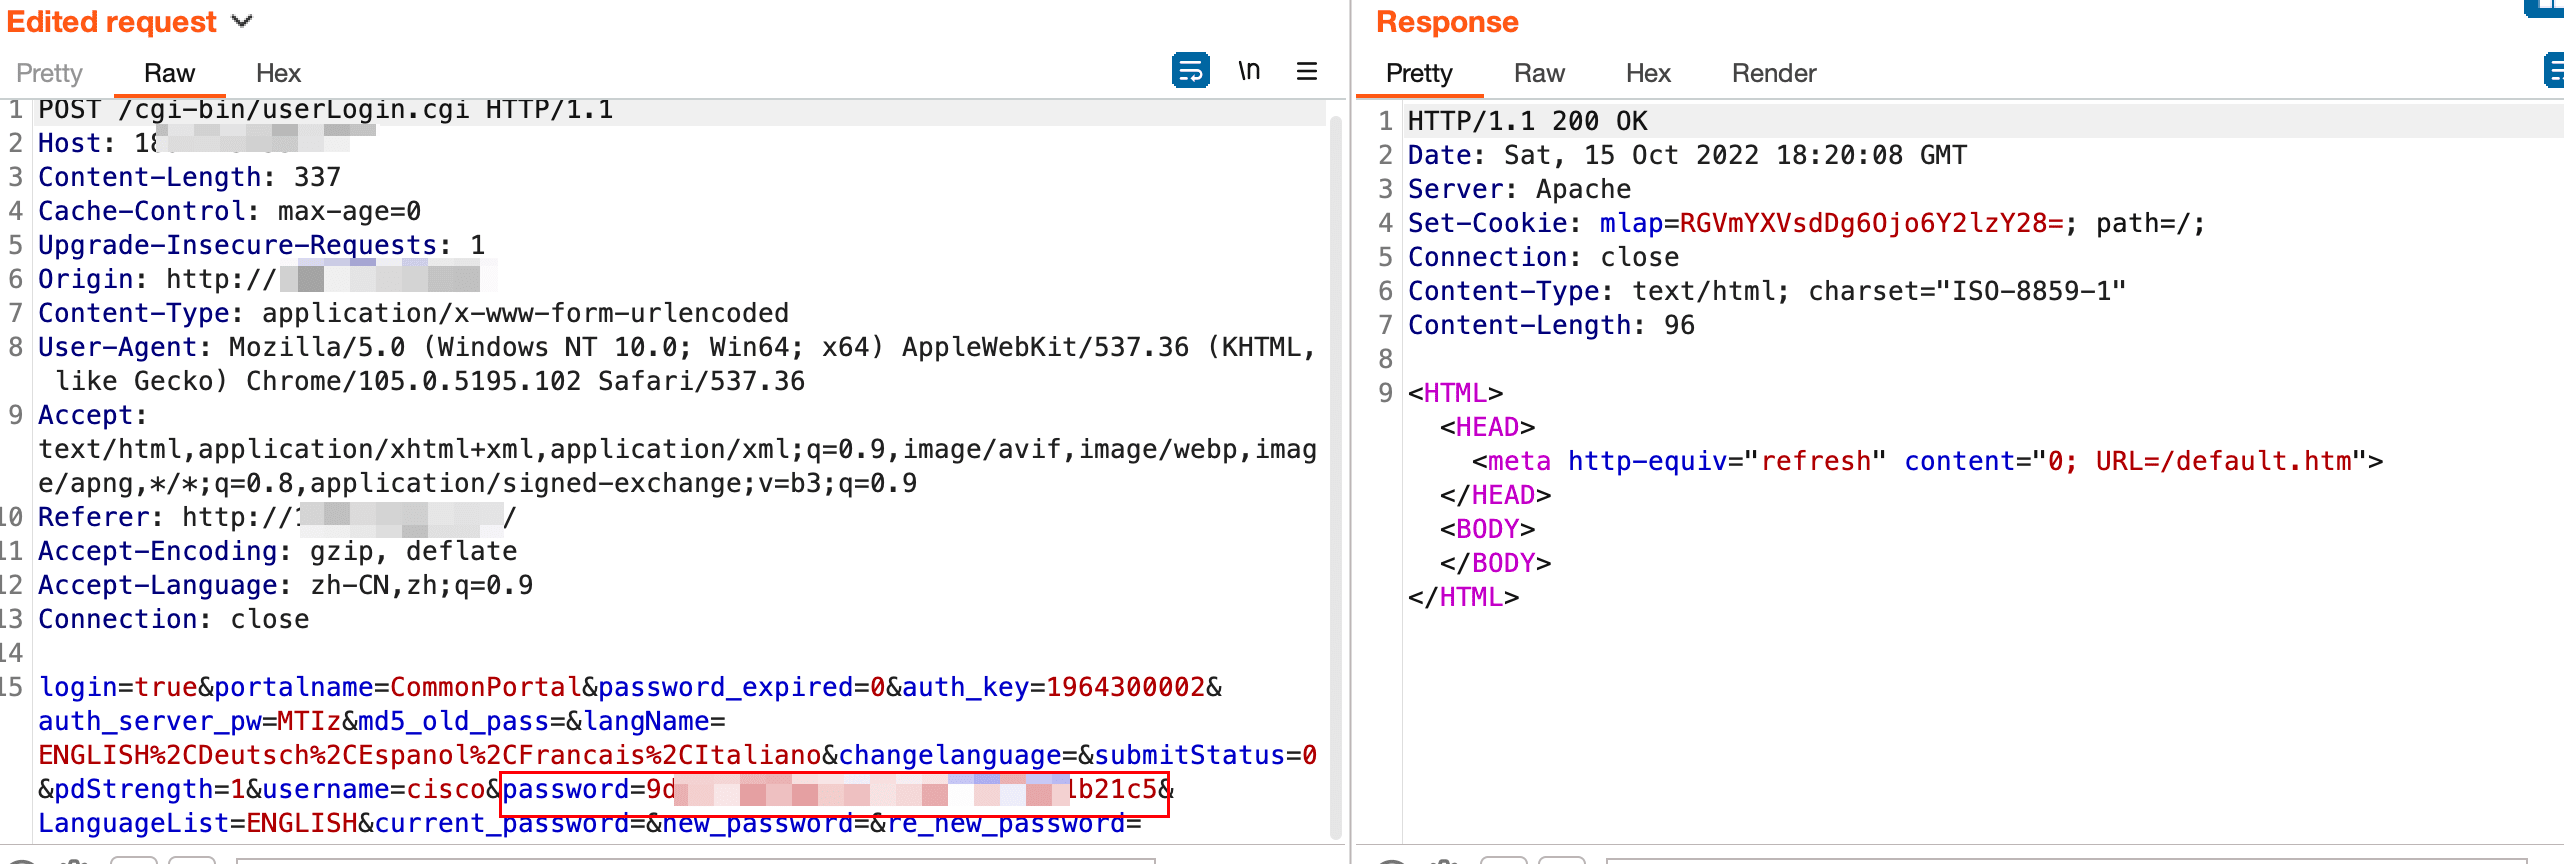 Edited request
Pretty Raw Hex \n
1 POST /cgi-bin/userLogin.cgi HTTP/1.1
2 Host: 18
3 Content-Length: 337
4 Cache-Control: max-age=0
5 Upgrade-Insecure-Requests: 1
6 Origin: http://
7 Content-Type: application/x-www-form-urlencoded
8 User-Agent: Mozilla/5.0 (Windows NT 10.0; Win64; x64) AppleWebKit/537.36 (KHTML,
like Gecko) Chrome/105.0.5195.102 Safari/537.36
9 Accept:
text/html,application/xhtml+xml,application/xml;q=0.9,image/avif,image/webp,imag
e/apng,*/*;q=0.8,application/signed-exchange;v=b3;q=0.9
10 Referer: http://1 /
11 Accept-Encoding: gzip, deflate
12 Accept-Language: zh-CN,zh;q=0.9
13 Connection: close
14
15 login=true&portalname=CommonPortal&password_expired=0&auth_key=1964300002&
auth_server_pw=MTIz&md5_old_pass=&langName=
ENGLISH%2CDeutsch%2CEspanol%2CFrancais%2CItaliano&changelanguage=&submitStatus=0
&pdStrength=1&username=cisco&password=9d 1b21c5&
LanguageList=ENGLISH&current_password=&new_password=&re_new_password=
Response
Pretty Raw Hex Render
1 HTTP/1.1 200 OK
2 Date: Sat, 15 Oct 2022 18:20:08 GMT
3 Server: Apache
4 Set-Cookie: mlap=RGVmYXVsdDg6Ojo6Y2lzY28=; path=/;
5 Connection: close
6 Content-Type: text/html; charset="ISO-8859-1"
7 Content-Length: 96
8
9 <HTML>
<HEAD>
<meta http-equiv="refresh" content="0; URL=/default.htm">
</HEAD>
<BODY>
</BODY>
</HTML>